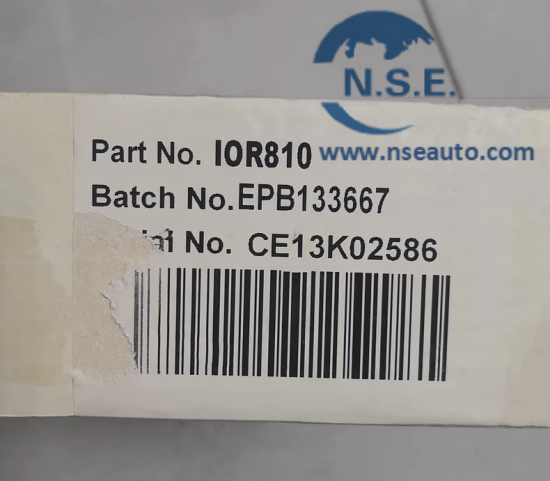 N.S.E.
www.nseauto.com
Part No. IOR810
Batch No.EPB133667
No. CE13K02586